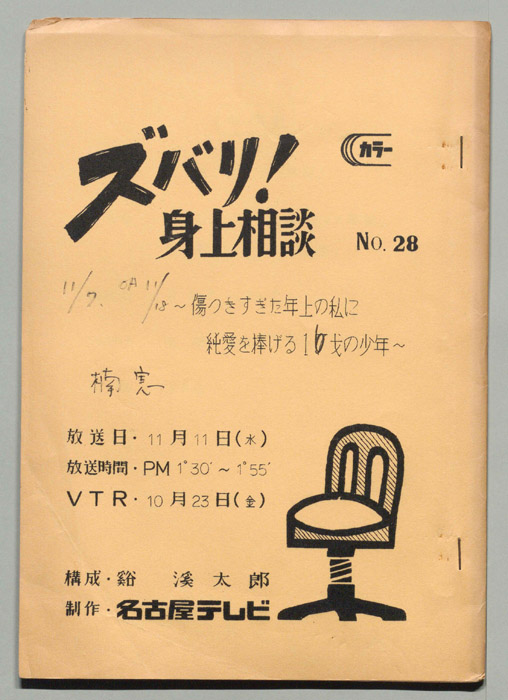 ズバリ!
カラー
身上相談
No. 28
11/7. OA 11/18
~傷つきすぎた年上の私に
純愛を捧げる16才の少年~
楠 憲一
放送日・11月11日(水)
放送時間・PM 1°30′~1°55′
VTR・10月23日(金)
構成・谿 渓太郎
制作・名古屋テレビ